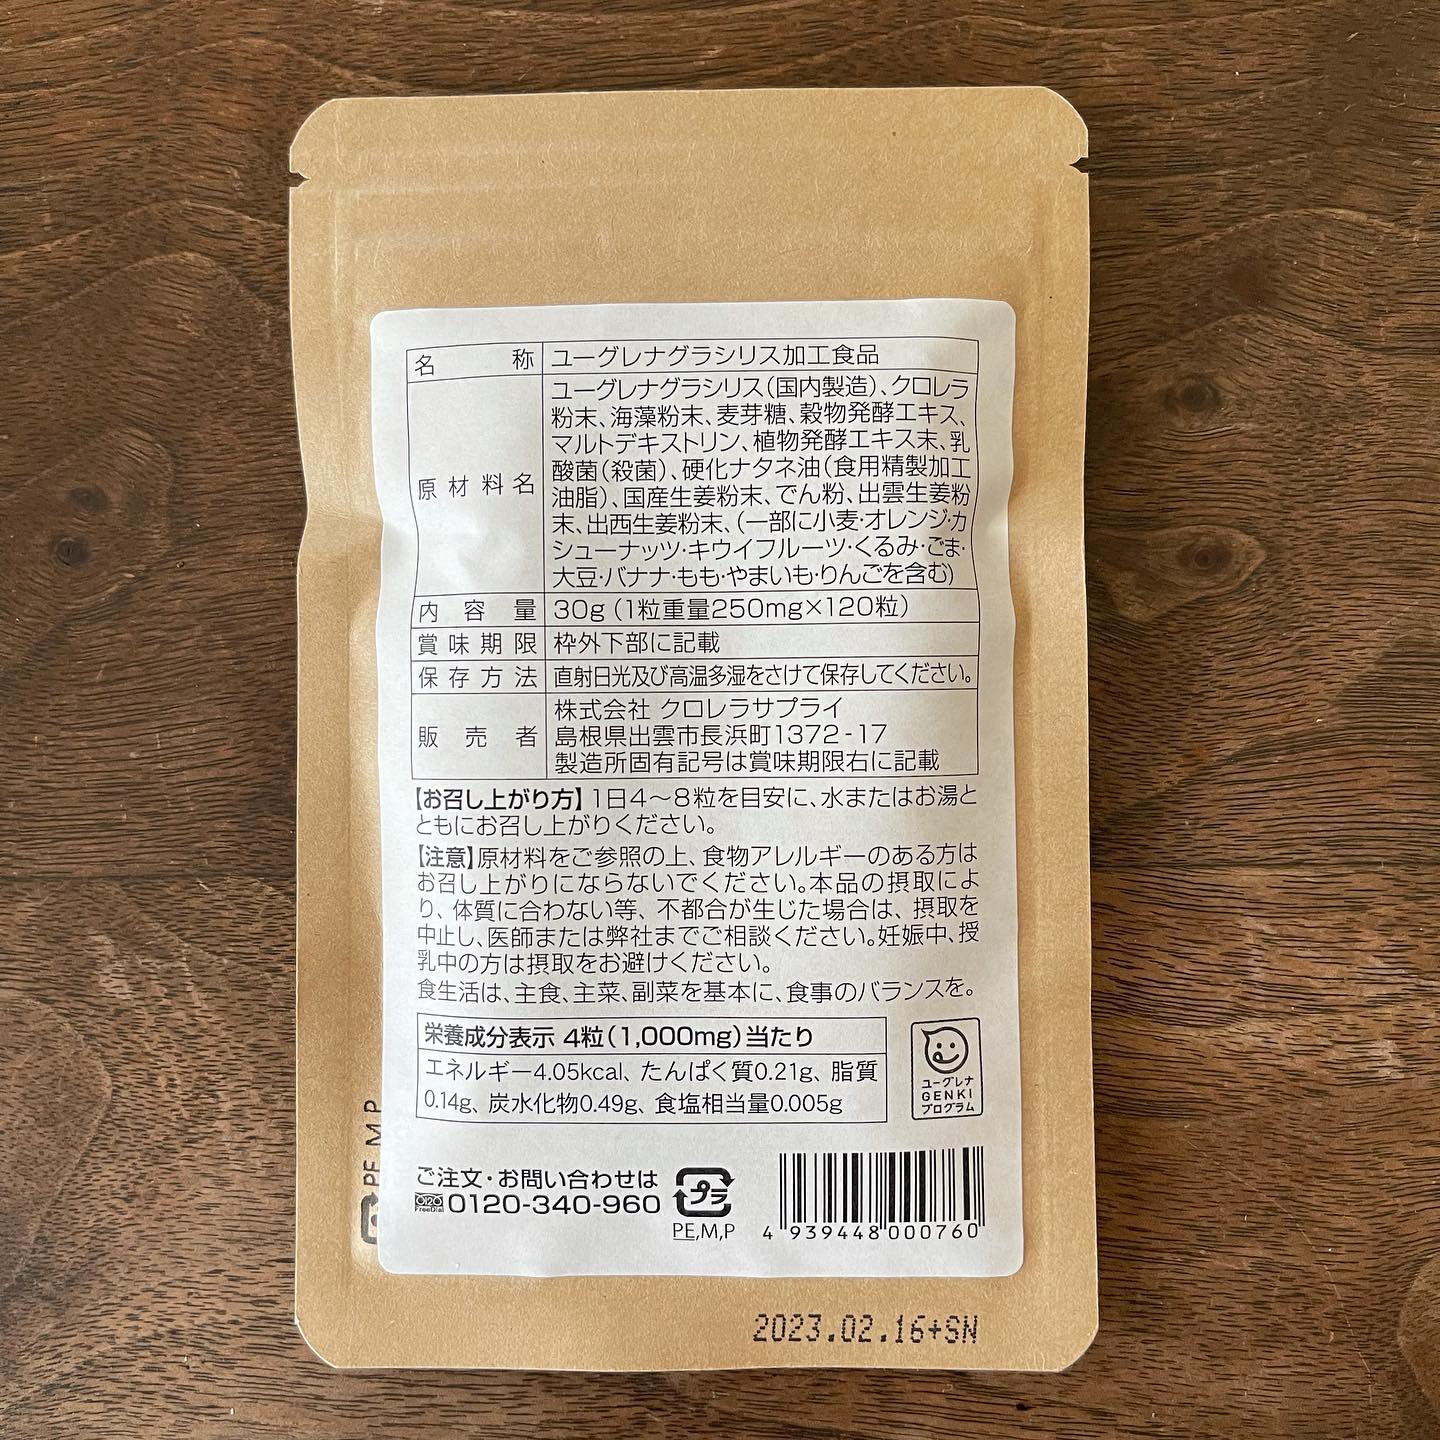 名称 ユーグレナグラシリス加工食品
原材料名 ユーグレナグラシリス(国内製造)、クロレラ
粉末、海藻粉末、麦芽糖、穀物発酵エキス、
マルトデキストリン、植物発酵エキス末、乳
酸菌(殺菌)、硬化ナタネ油(食用精製加工
油脂)、国産生姜粉末、でん粉、出雲生姜粉
末、出西生姜粉末、(一部に小麦・オレンジ・カ
シューナッツ・キウイフルーツ・くるみ・ごま・
大豆・バナナ・もも・やまいも・りんごを含む)
内容量 30g(1粒重量250mg×120粒)
賞味期限 枠外下部に記載
保存方法 直射日光及び高温多湿をさけて保存してください。
販売者 株式会社 クロレラサプライ
島根県出雲市長浜町1372-17
製造所固有記号は賞味期限右に記載
【お召し上がり方】1日4～8粒を目安に、水またはお湯と
ともにお召し上がりください。
【注意】原材料をご参照の上、食物アレルギーのある方は
お召し上がりにならないでください。本品の摂取によ
り、体質に合わない等、不都合が生じた場合は、摂取を
中止し、医師または弊社までご相談ください。妊娠中、授
乳中の方は摂取をお避けください。
食生活は、主食、主菜、副菜を基本に、食事のバランスを。
栄養成分表示 4粒(1,000mg)当たり
エネルギー4.05kcal、たんぱく質0.21g、脂質
0.14g、炭水化物0.49g、食塩相当量0.005g
ユーグレナ
GENKI
プログラム
PE,M,P
ご注文・お問い合わせは
0120 FreeDial 0120-340-960
プラ
PE,M,P
4 939448 000760
2023.02.16+SN